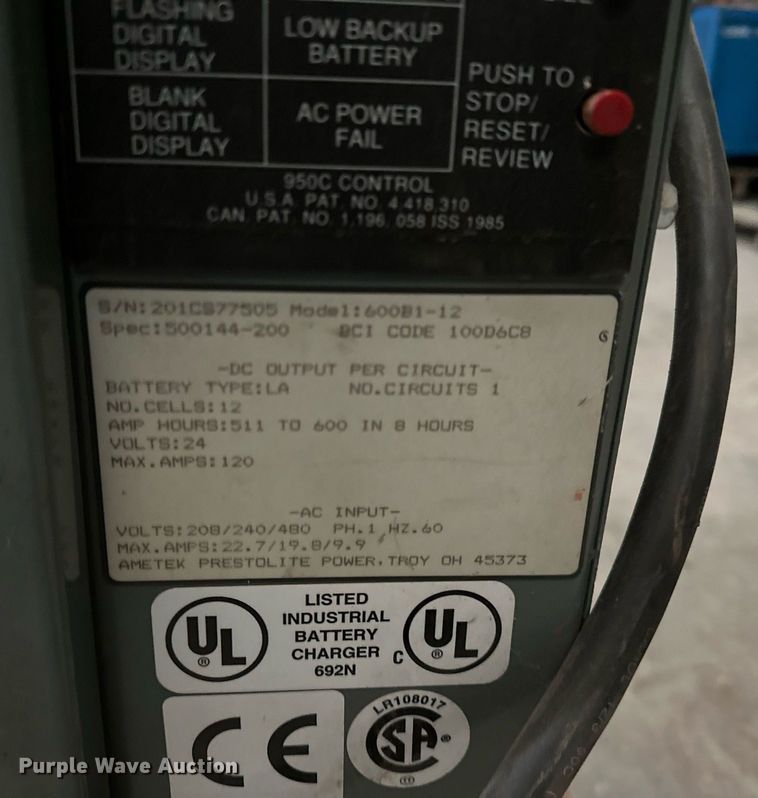 FLASHING
DIGITAL
DISPLAY
LOW BACKUP
BATTERY
BLANK
DIGITAL
DISPLAY
AC POWER
FAIL
PUSH TO
STOP/
RESET/
REVIEW
950C CONTROL
U.S.A. PAT. NO. 4,418,310
CAN. PAT. NO. 1,196, 058 ISS 1985
S/N:201CS77505 Model:600B1-12
Spec:500144-200 BCI CODE 100D6C8
-DC OUTPUT PER CIRCUIT-
BATTERY TYPE:LA NO.CIRCUITS 1
NO.CELLS:12
AMP HOURS:511 TO 600 IN 8 HOURS
VOLTS:24
MAX.AMPS:120
-AC INPUT-
VOLTS:208/240/480 PH.1 HZ.60
MAX.AMPS:22.7/19.8/9.9
AMETEK PRESTOLITE POWER,TROY OH 45373
UL
LISTED
INDUSTRIAL
BATTERY
CHARGER
692N
C UL
CE
LR108017
CSA
Purple Wave Auction